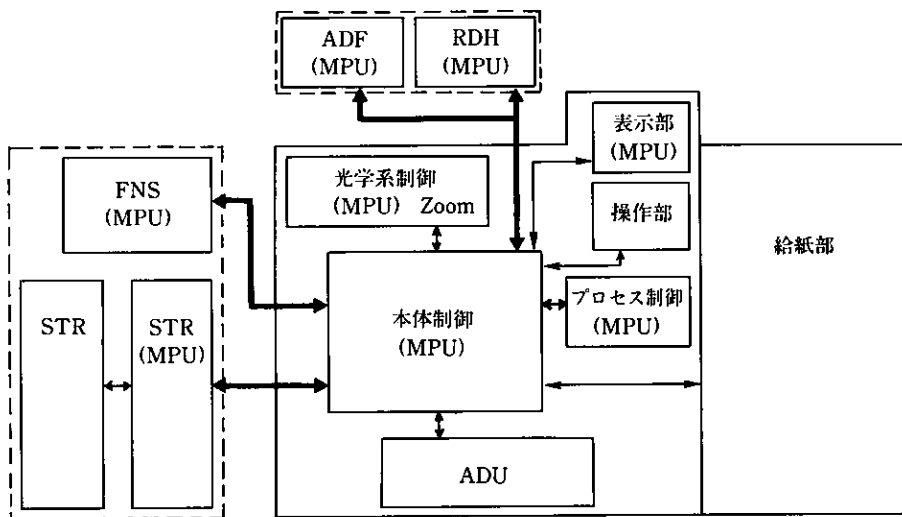 ADF
(MPU)
RDH
(MPU)
表示部
(MPU)
FNS
(MPU)
光学系制御
(MPU) Zoom
操作部
給紙部
STR
STR
(MPU)
本体制御
(MPU)
プロセス制御
(MPU)
ADU